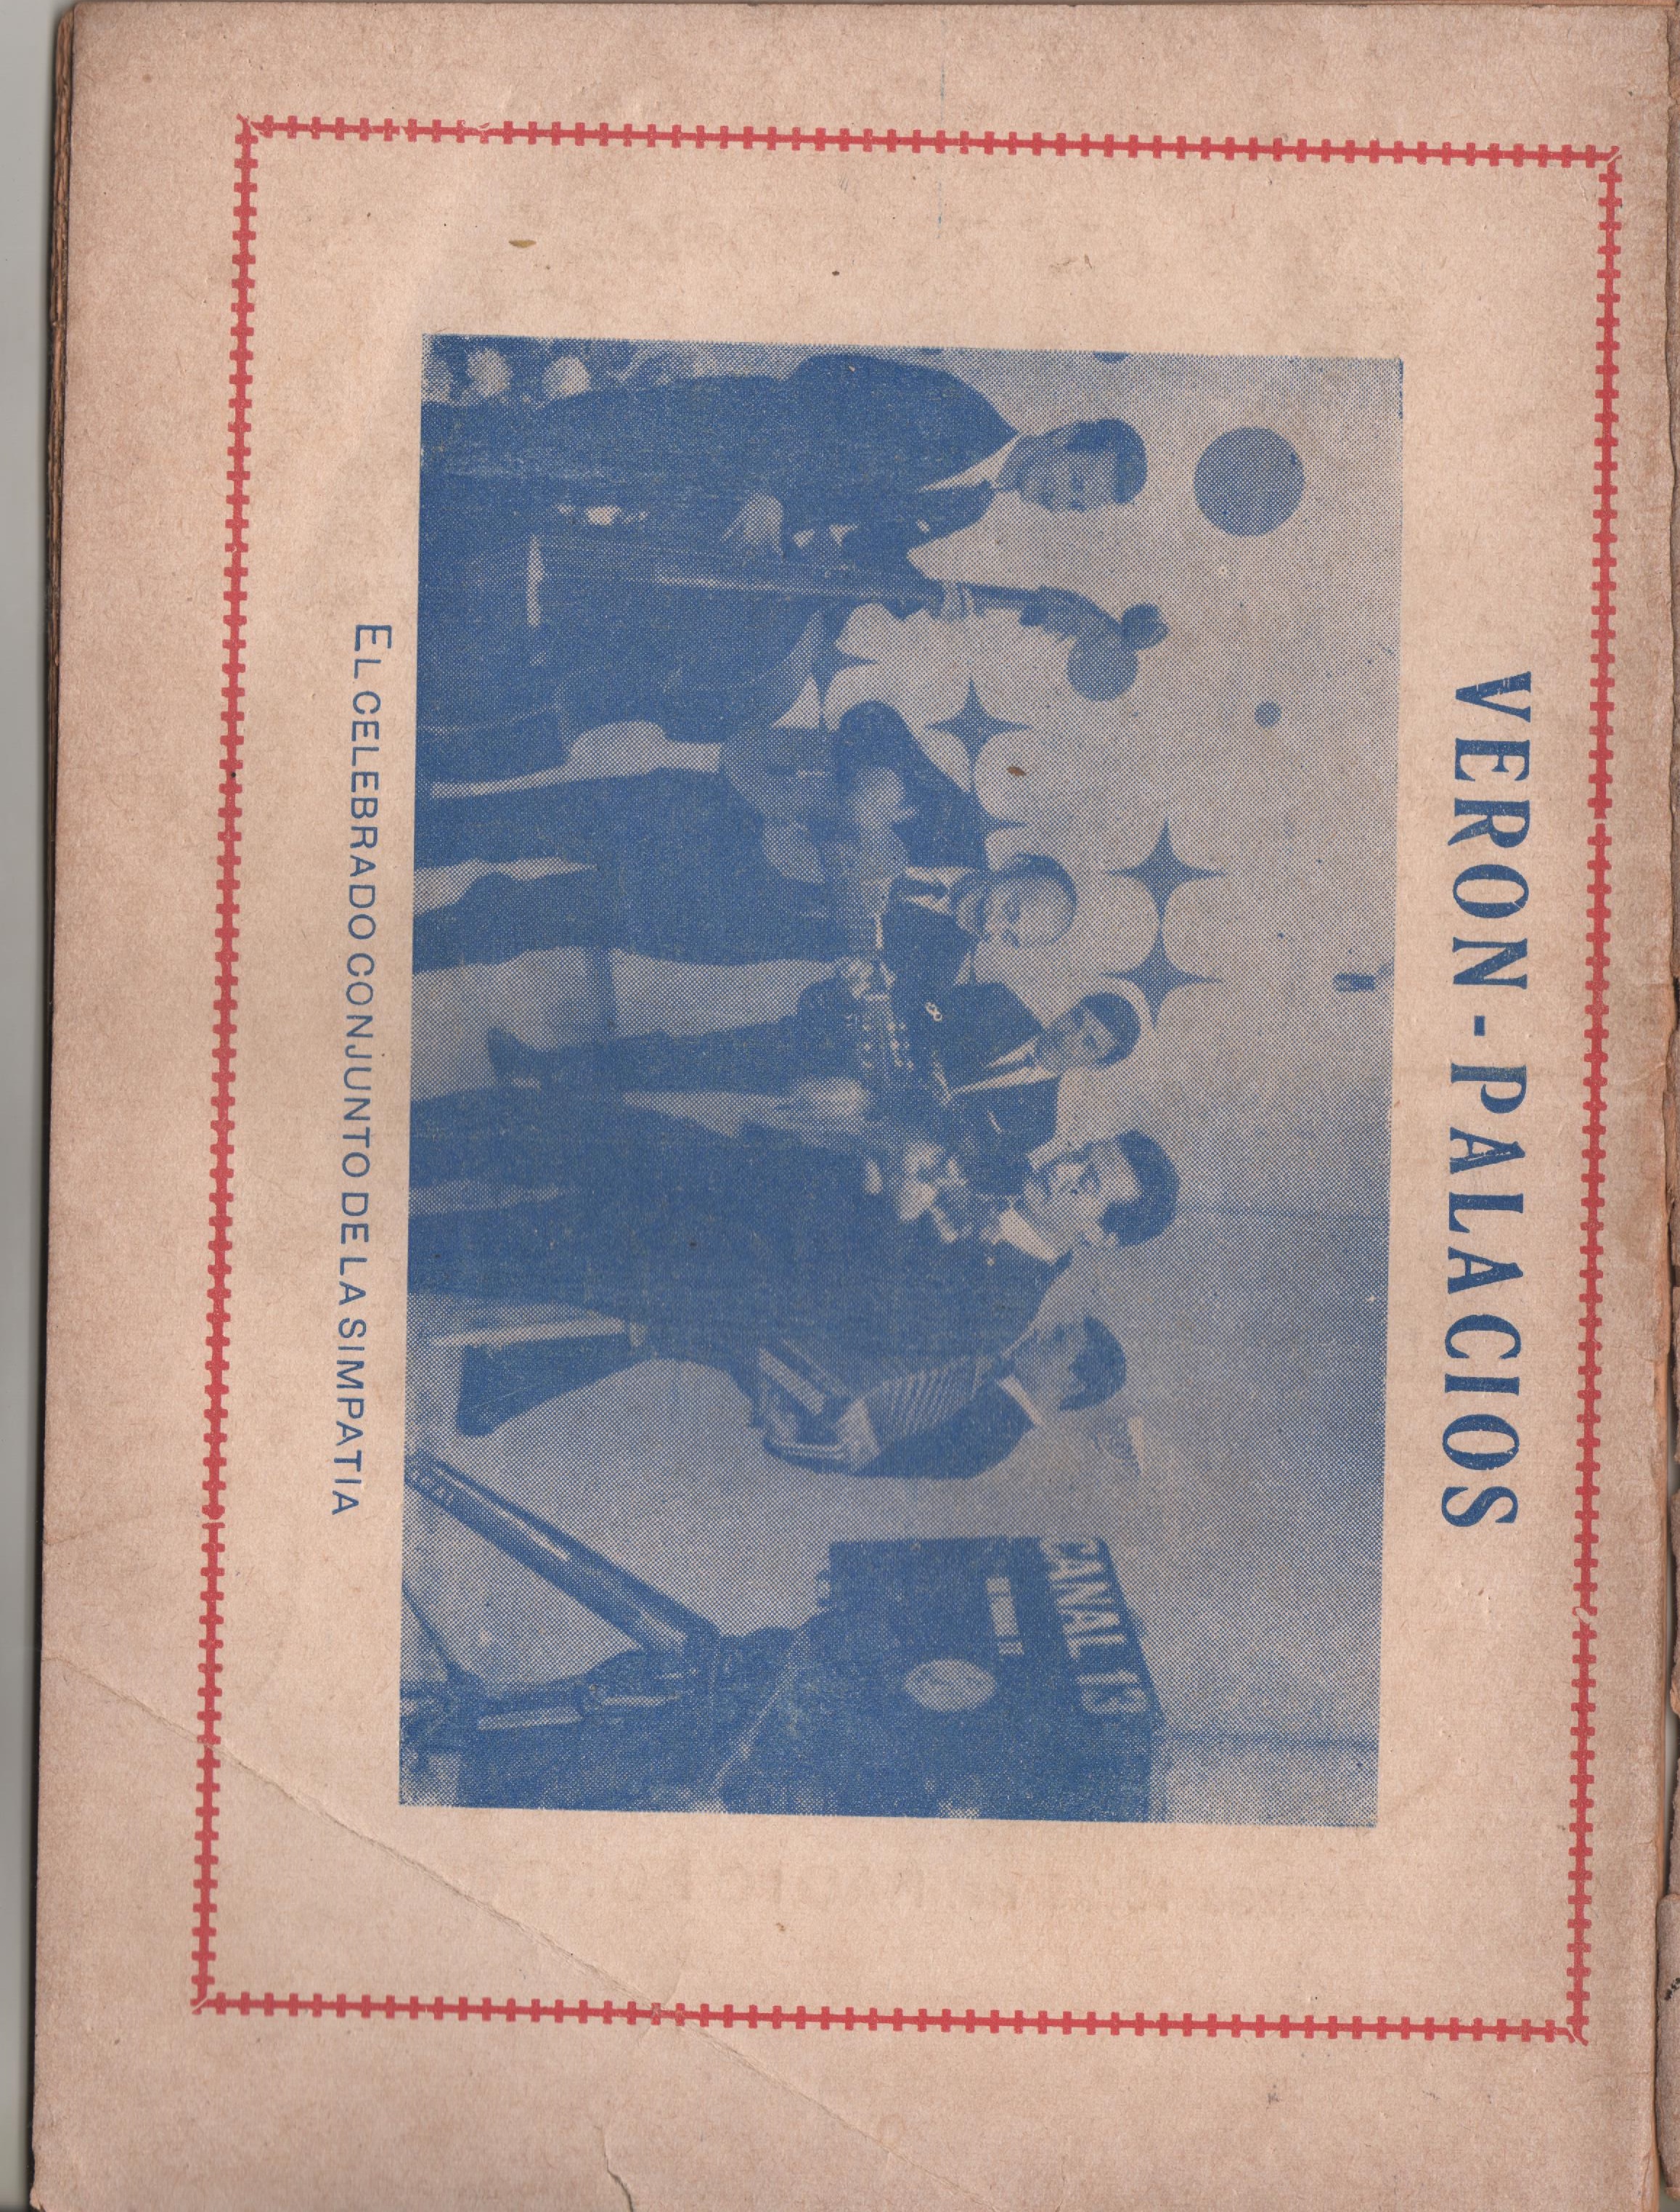 VERON - PALACIOS
CANAL 13
EL CELEBRADO CONJUNTO DE LA SIMPATIA